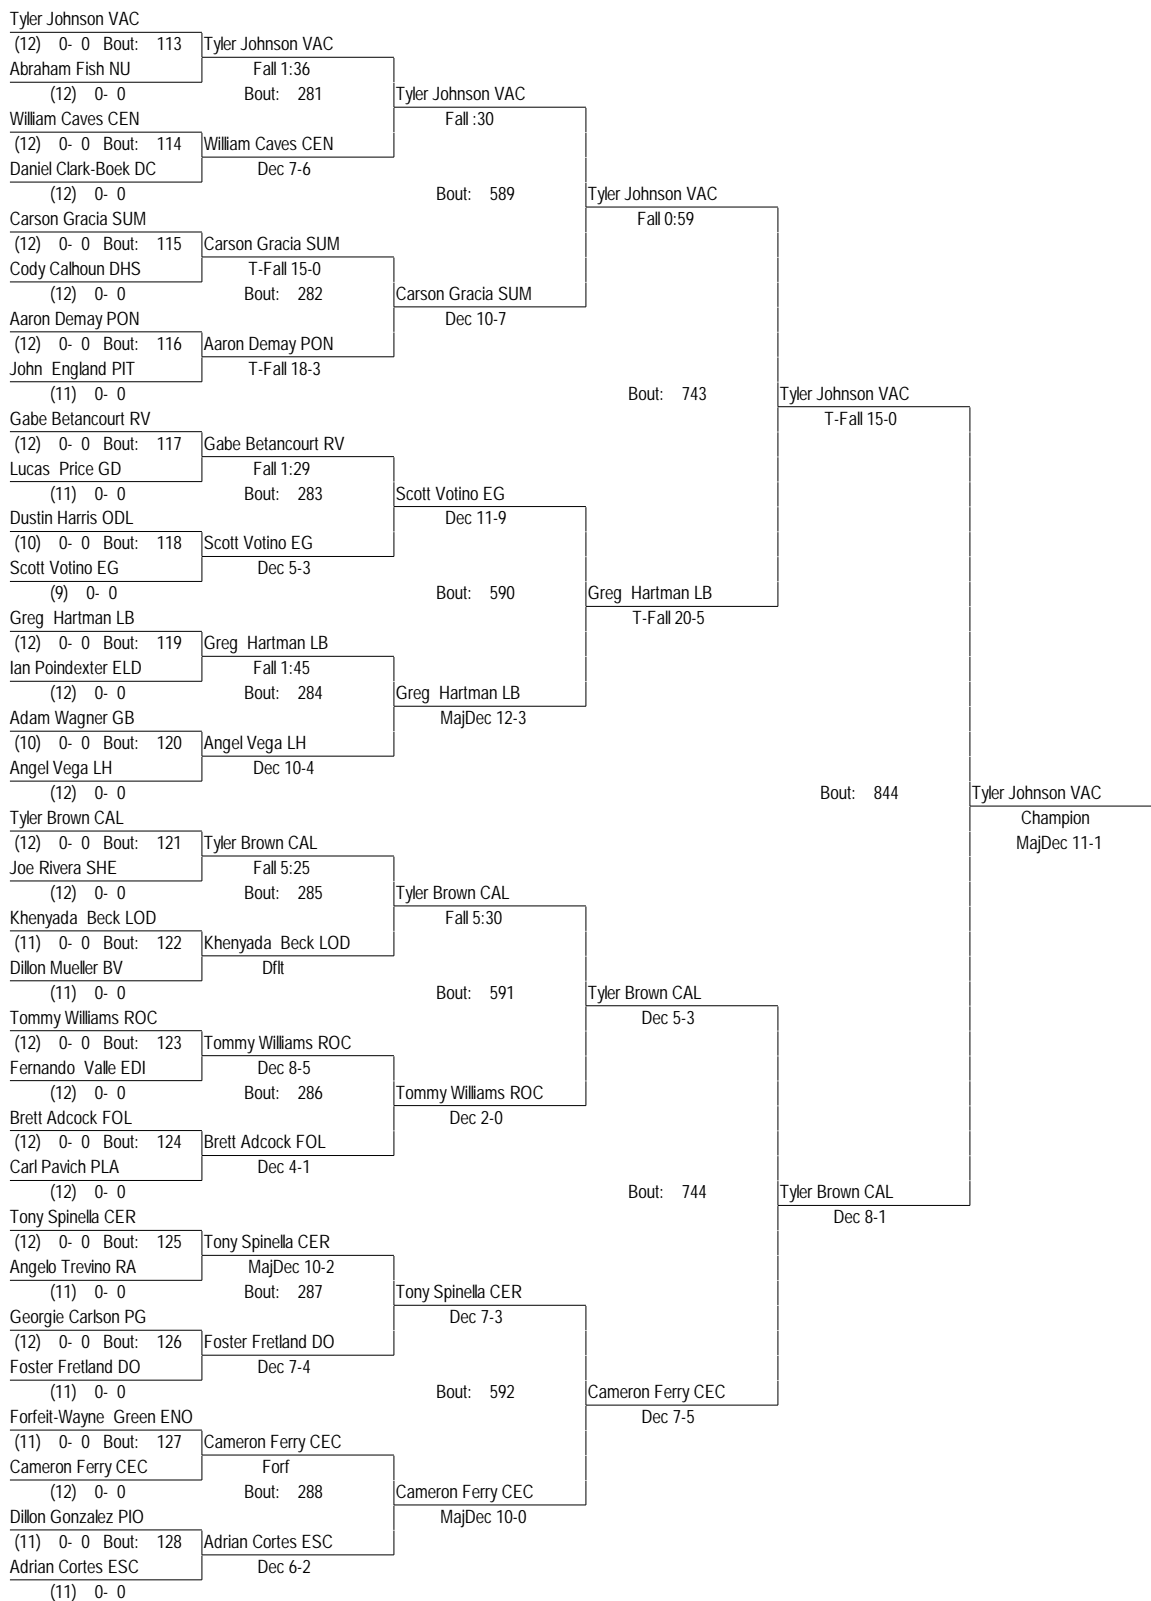 Tyler Johnson VAC
(12) 0- 0 Bout: 113 Tyler Johnson VAC
Abraham Fish NU Fall 1:36
(12) 0- 0 Bout: 281 Tyler Johnson VAC
William Caves CEN Fall :30
(12) 0- 0 Bout: 114 William Caves CEN
Daniel Clark-Boek DC Dec 7-6
(12) 0- 0 Bout: 589 Tyler Johnson VAC
Carson Gracia SUM Fall 0:59
(12) 0- 0 Bout: 115 Carson Gracia SUM
Cody Calhoun DHS T-Fall 15-0
(12) 0- 0 Bout: 282 Carson Gracia SUM
Aaron Demay PON Dec 10-7
(12) 0- 0 Bout: 116 Aaron Demay PON
John England PIT T-Fall 18-3
(11) 0- 0 Bout: 743 Tyler Johnson VAC
Gabe Betancourt RV T-Fall 15-0
(12) 0- 0 Bout: 117 Gabe Betancourt RV
Lucas Price GD Fall 1:29
(11) 0- 0 Bout: 283 Scott Votino EG
Dustin Harris ODL Dec 11-9
(10) 0- 0 Bout: 118 Scott Votino EG
Scott Votino EG Dec 5-3
(9) 0- 0 Bout: 590 Greg Hartman LB
Greg Hartman LB T-Fall 20-5
(12) 0- 0 Bout: 119 Greg Hartman LB
Ian Poindexter ELD Fall 1:45
(12) 0- 0 Bout: 284 Greg Hartman LB
Adam Wagner GB MajDec 12-3
(10) 0- 0 Bout: 120 Angel Vega LH
Angel Vega LH Dec 10-4
(12) 0- 0 Bout: 844 Tyler Johnson VAC
Tyler Brown CAL Champion
(12) 0- 0 Bout: 121 Tyler Brown CAL MajDec 11-1
Joe Rivera SHE Fall 5:25
(12) 0- 0 Bout: 285 Tyler Brown CAL
Khenyada Beck LOD Fall 5:30
(11) 0- 0 Bout: 122 Khenyada Beck LOD
Dillon Mueller BV Dflt
(11) 0- 0 Bout: 591 Tyler Brown CAL
Tommy Williams ROC Dec 5-3
(12) 0- 0 Bout: 123 Tommy Williams ROC
Fernando Valle EDI Dec 8-5
(12) 0- 0 Bout: 286 Tommy Williams ROC
Brett Adcock FOL Dec 2-0
(12) 0- 0 Bout: 124 Brett Adcock FOL
Carl Pavich PLA Dec 4-1
(12) 0- 0 Bout: 744 Tyler Brown CAL
Tony Spinella CER Dec 8-1
(12) 0- 0 Bout: 125 Tony Spinella CER
Angelo Trevino RA MajDec 10-2
(11) 0- 0 Bout: 287 Tony Spinella CER
Georgie Carlson PG Dec 7-3
(12) 0- 0 Bout: 126 Foster Fretland DO
Foster Fretland DO Dec 7-4
(11) 0- 0 Bout: 592 Cameron Ferry CEC
Forfeit-Wayne Green ENO Dec 7-5
(11) 0- 0 Bout: 127 Cameron Ferry CEC
Cameron Ferry CEC Forf
(12) 0- 0 Bout: 288 Cameron Ferry CEC
Dillon Gonzalez PIO MajDec 10-0
(11) 0- 0 Bout: 128 Adrian Cortes ESC
Adrian Cortes ESC Dec 6-2
(11) 0- 0